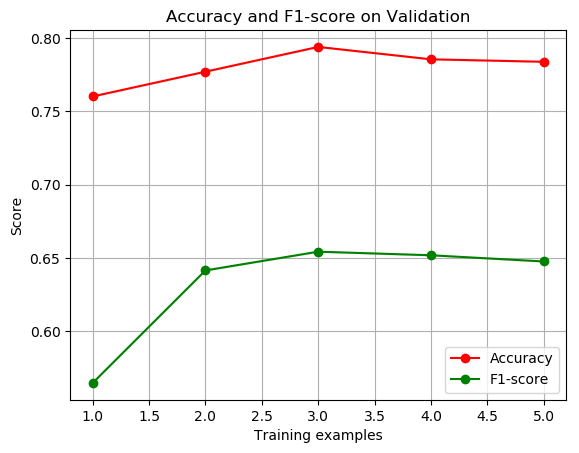 Accuracy and F1-score on Validation
0.80
0.75
0.70
0.65
0.60
Score
1.0 1.5 2.0 2.5 3.0 3.5 4.0 4.5 5.0
Training examples
Accuracy
F1-score